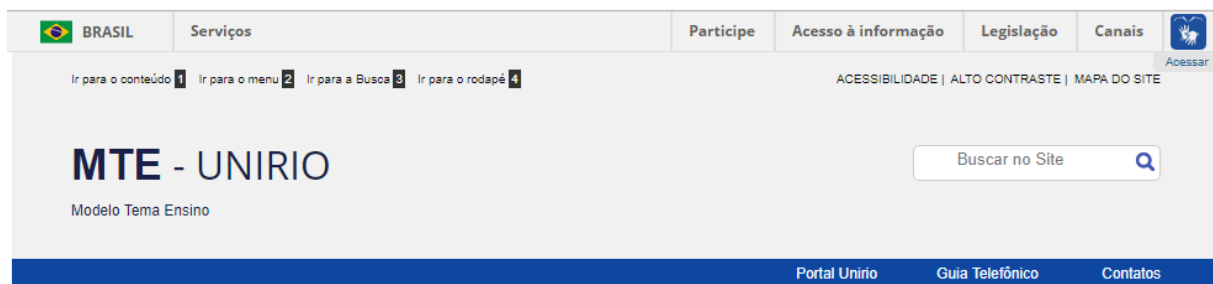 BRASIL Serviços Participe Acesso à informação Legislação Canais
Acessar
Ir para o conteúdo 1 Ir para o menu 2 Ir para a Busca 3 Ir para o rodapé 4 ACESSIBILIDADE | ALTO CONTRASTE | MAPA DO SITE
MTE - UNIRIO
Buscar no Site
Modelo Tema Ensino
Portal Unirio Guia Telefônico Contatos